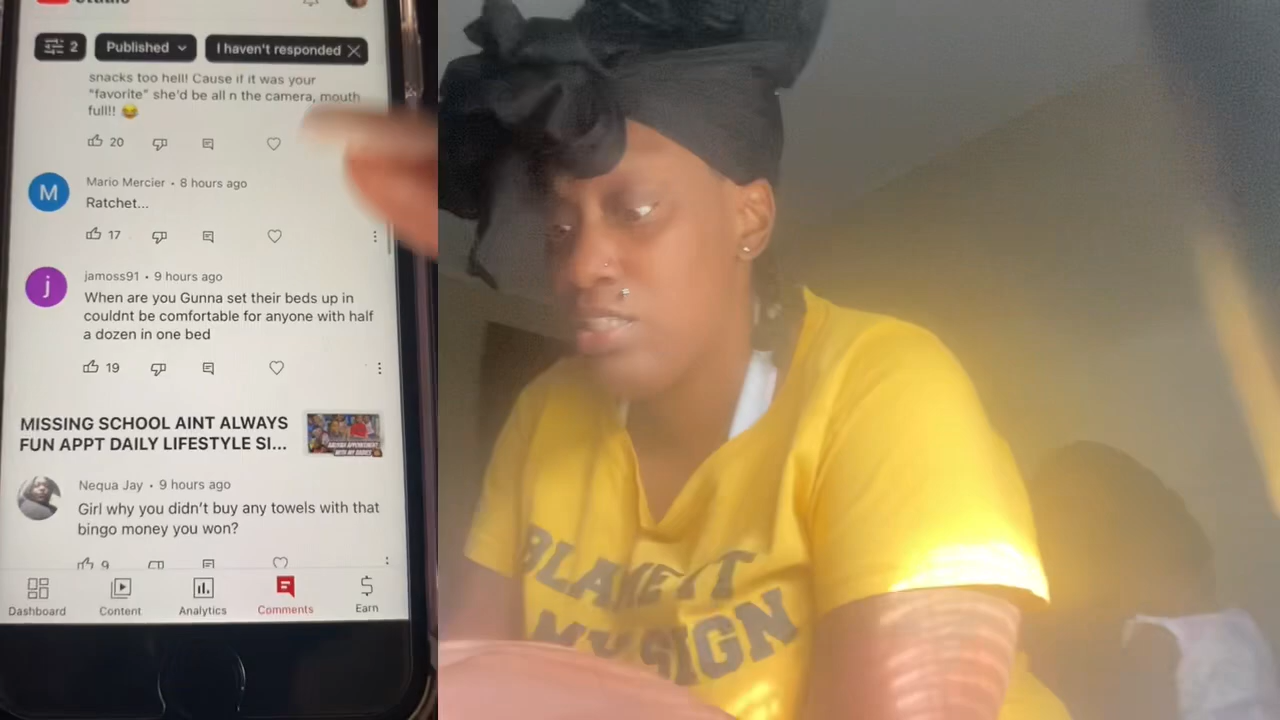 Studio
2
Published
I haven't responded
snacks too hell! Cause if it was your
"favorite" she'd be all n the camera, mouth
full!! 😂
20
Mario Mercier • 8 hours ago
M
Ratchet...
17
jamoss91 • 9 hours ago
j
When are you Gunna set their beds up in
couldnt be comfortable for anyone with half
a dozen in one bed
19
MISSING SCHOOL AINT ALWAYS
FUN APPT DAILY LIFESTYLE SI...
WITH MY BABIES
Nequa Jay • 9 hours ago
Girl why you didn't buy any towels with that
bingo money you won?
9
Dashboard
Content
Analytics
Comments
Earn
BLAME IT
MY SIGN